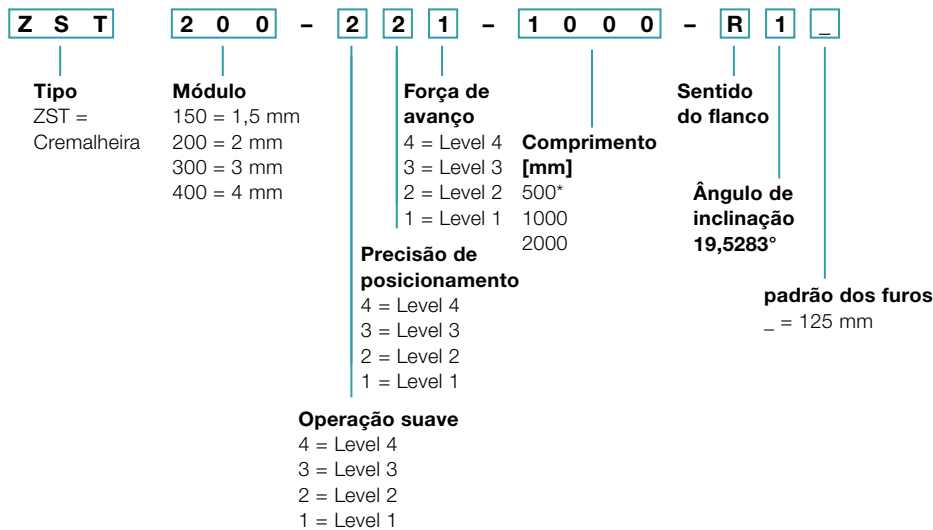 Z S T 2 0 0 – 2 2 1 – 1 0 0 0 – R 1 _
Tipo
ZST =
Cremalheira
Módulo
150 = 1,5 mm
200 = 2 mm
300 = 3 mm
400 = 4 mm
Força de
avanço
4 = Level 4
3 = Level 3
2 = Level 2
1 = Level 1
Comprimento
[mm]
500*
1000
2000
Sentido
do flanco
Ângulo de
inclinação
19,5283°
Precisão de
posicionamento
4 = Level 4
3 = Level 3
2 = Level 2
1 = Level 1
padrão dos furos
_ = 125 mm
Operação suave
4 = Level 4
3 = Level 3
2 = Level 2
1 = Level 1